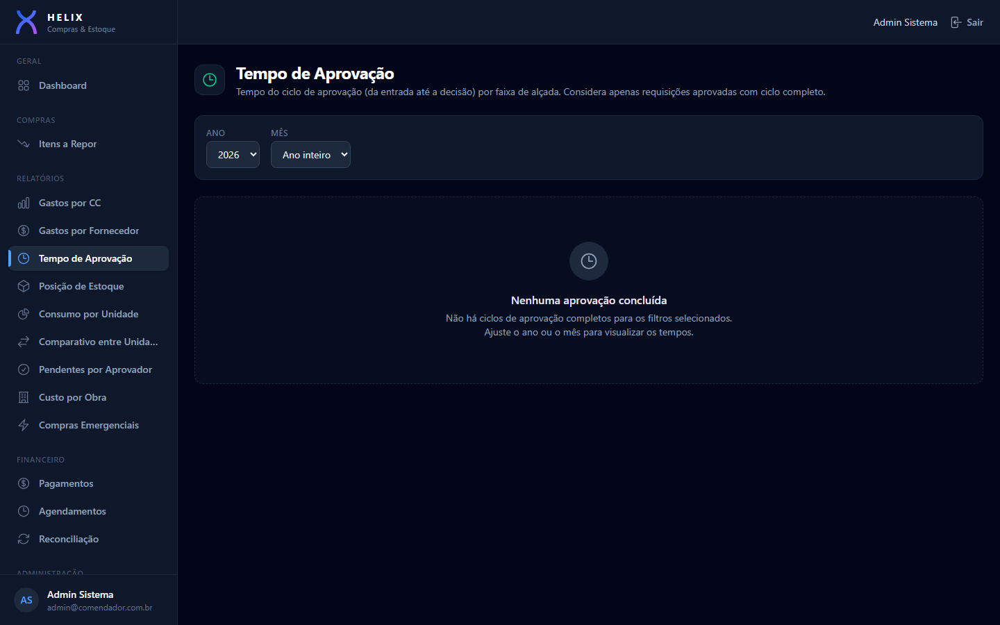 HELIX
Compras & Estoque
Admin Sistema
Sair
GERAL
Dashboard
COMPRAS
Itens a Repor
RELATÓRIOS
Gastos por CC
Gastos por Fornecedor
Tempo de Aprovação
Posição de Estoque
Consumo por Unidade
Comparativo entre Unida...
Pendentes por Aprovador
Custo por Obra
Compras Emergenciais
FINANCEIRO
Pagamentos
Agendamentos
Reconciliação
ADMINISTRAÇÃO
AS
Admin Sistema
admin@comendador.com.br
Tempo de Aprovação
Tempo do ciclo de aprovação (da entrada até a decisão) por faixa de alçada. Considera apenas requisições aprovadas com ciclo completo.
ANO
MÊS
2026
Ano inteiro
Nenhuma aprovação concluída
Não há ciclos de aprovação completos para os filtros selecionados.
Ajuste o ano ou o mês para visualizar os tempos.